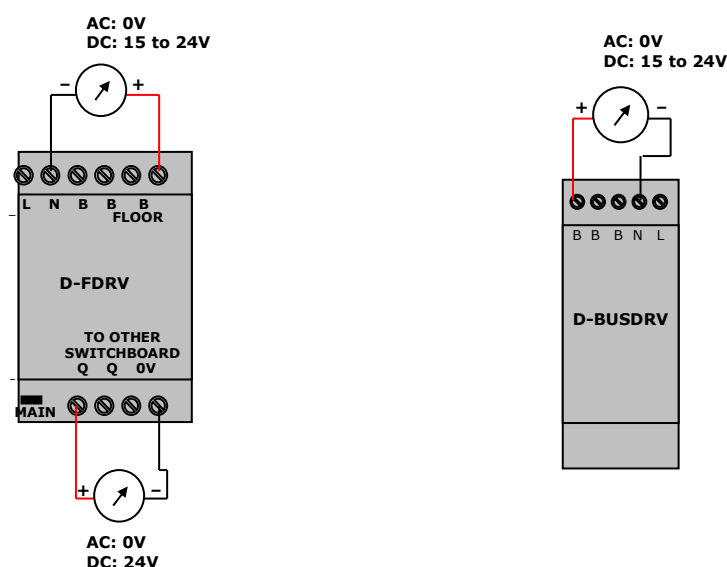 AC: 0V
DC: 15 to 24V
– +
L N B B B
FLOOR
D-FDRV
TO OTHER
SWITCHBOARD
Q Q 0V
MAIN
+ –
AC: 0V
DC: 24V
AC: 0V
DC: 15 to 24V
+ –
B B B N L
D-BUSDRV